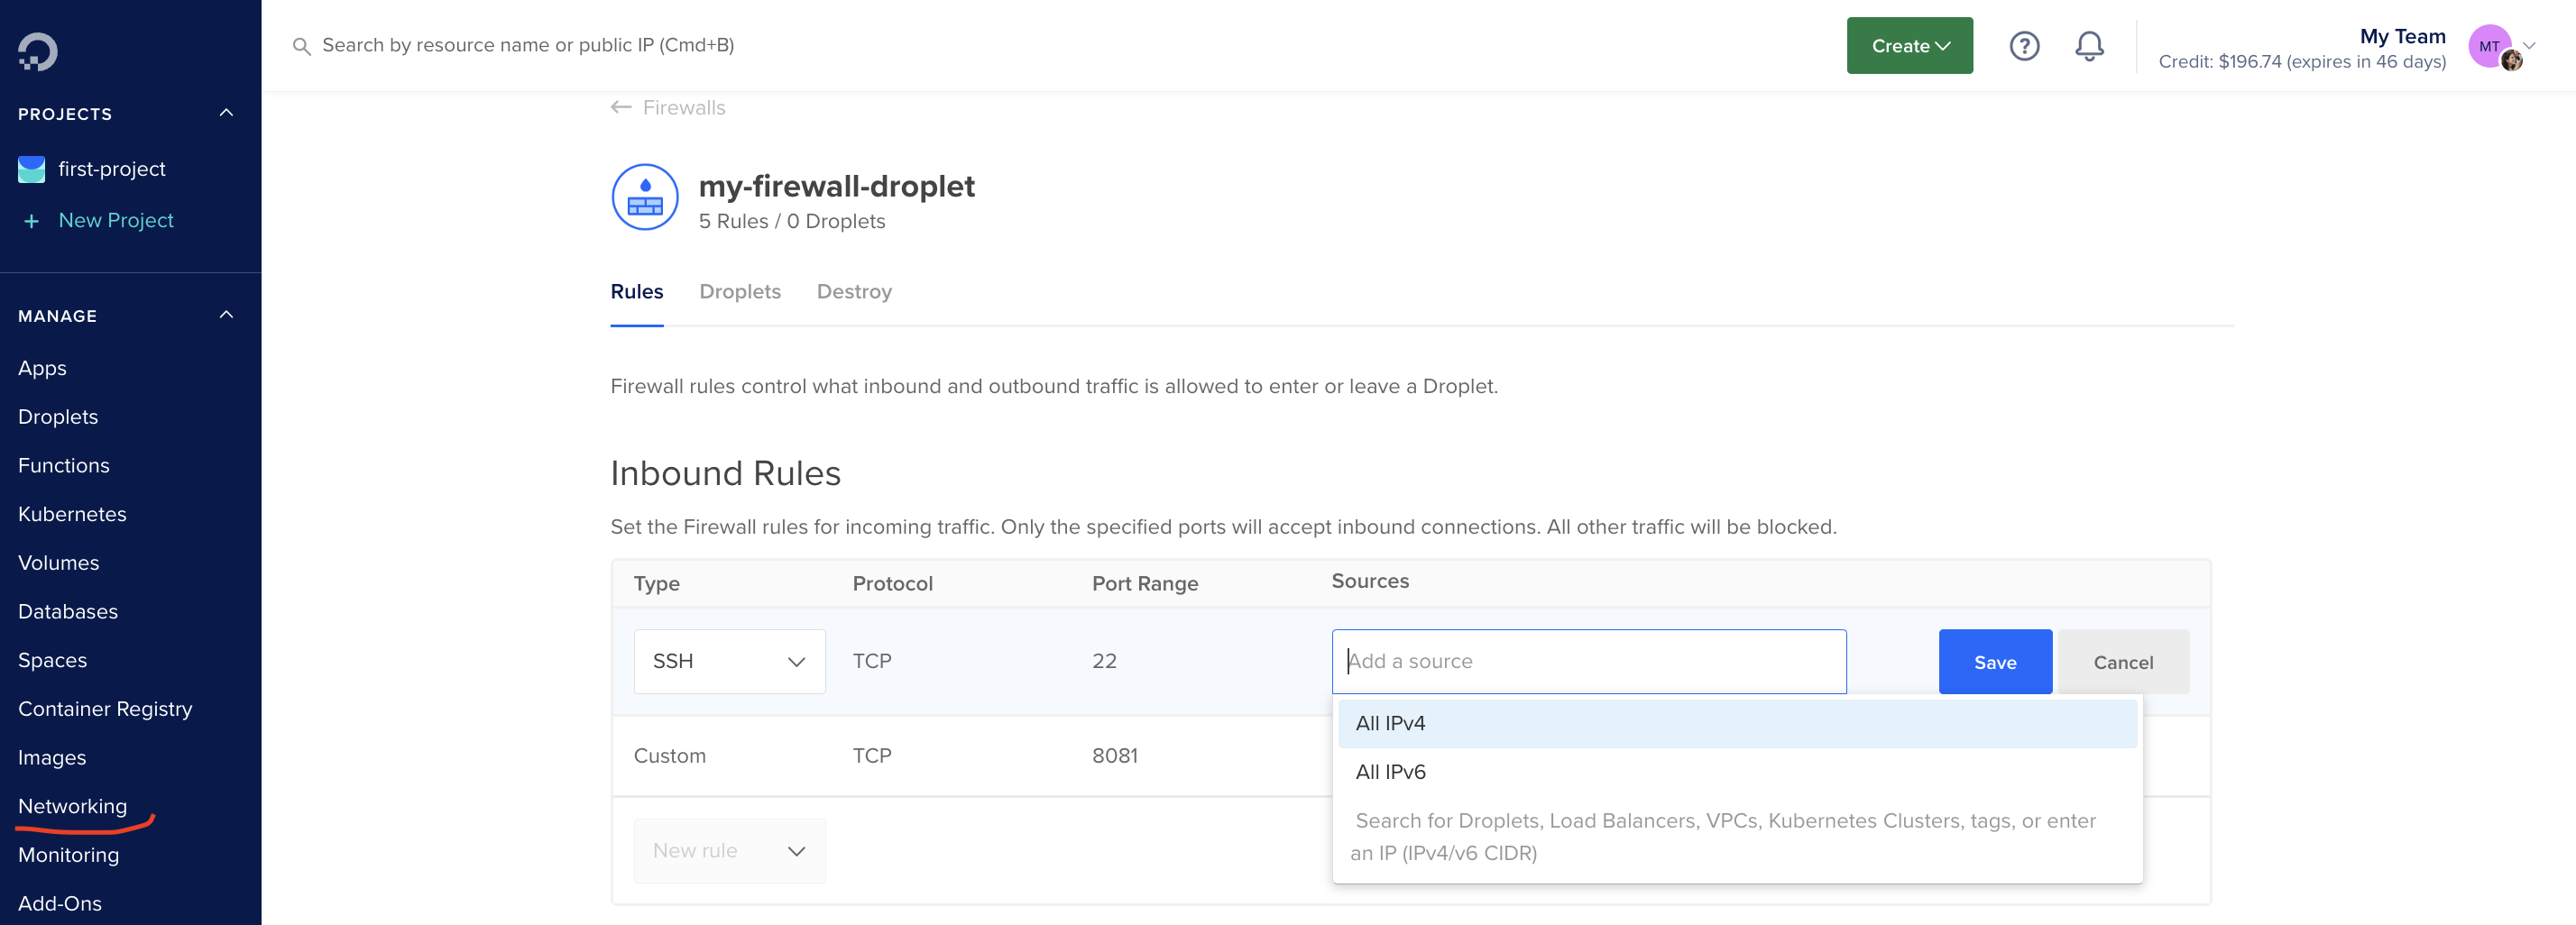 Search by resource name or public IP (Cmd+B)
Create
My Team
Credit: $196.74 (expires in 46 days)
MT
PROJECTS
first-project
+ New Project
MANAGE
Apps
Droplets
Functions
Kubernetes
Volumes
Databases
Spaces
Container Registry
Images
Networking
Monitoring
Add-Ons
← Firewalls
my-firewall-droplet
5 Rules / 0 Droplets
Rules Droplets Destroy
Firewall rules control what inbound and outbound traffic is allowed to enter or leave a Droplet.
Inbound Rules
Set the Firewall rules for incoming traffic. Only the specified ports will accept inbound connections. All other traffic will be blocked.
Type Protocol Port Range Sources
SSH TCP 22 Add a source Save Cancel
All IPv4
All IPv6
Search for Droplets, Load Balancers, VPCs, Kubernetes Clusters, tags, or enter
an IP (IPv4/v6 CIDR)
Custom TCP 8081
New rule